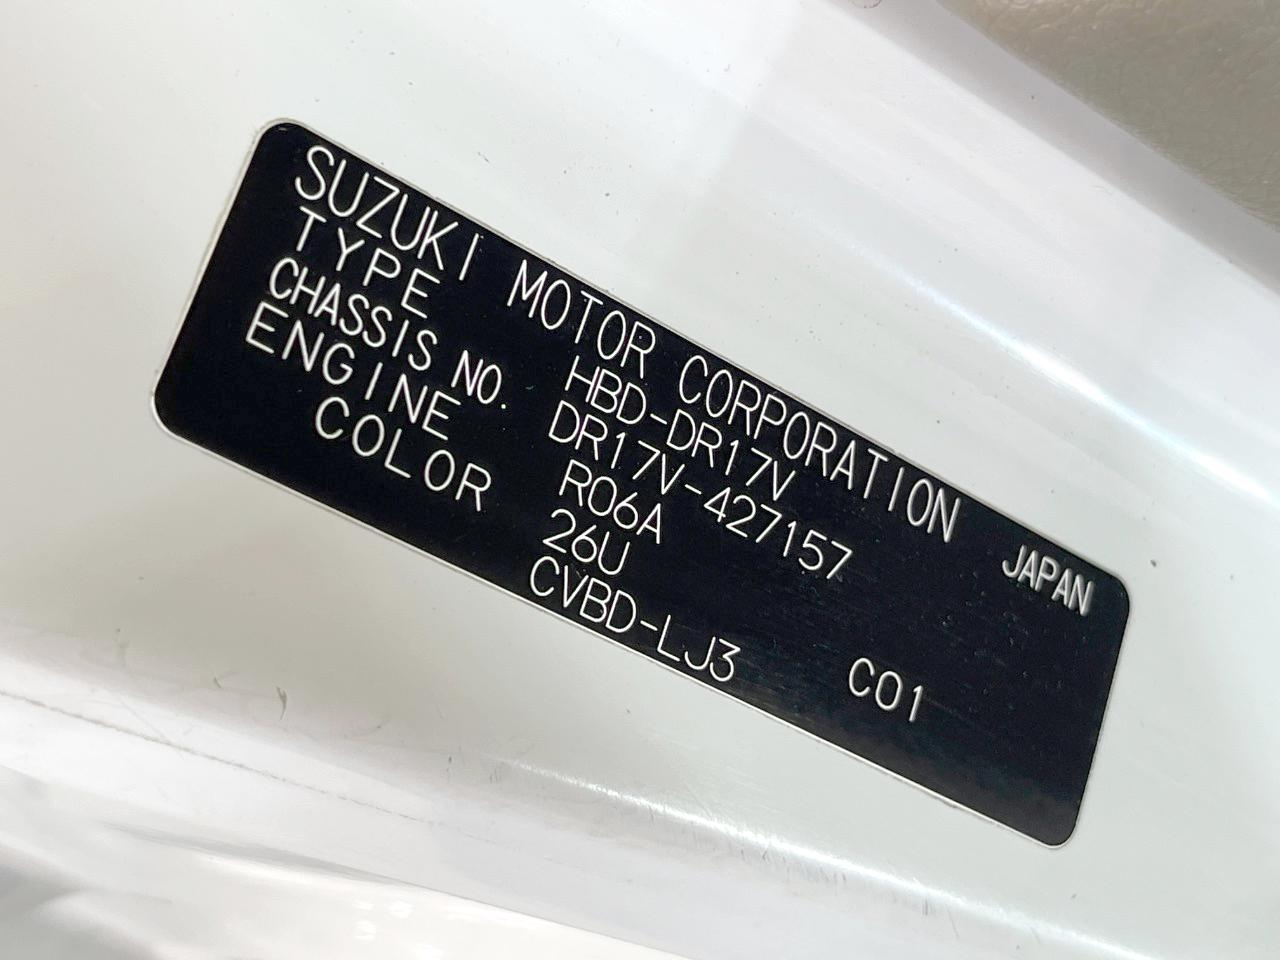 SUZUKI MOTOR CORPORATION JAPAN
TYPE HBD-DR17V
CHASSIS NO. DR17V-427157
ENGINE R06A
COLOR 26U C01
CVBD-LJ3